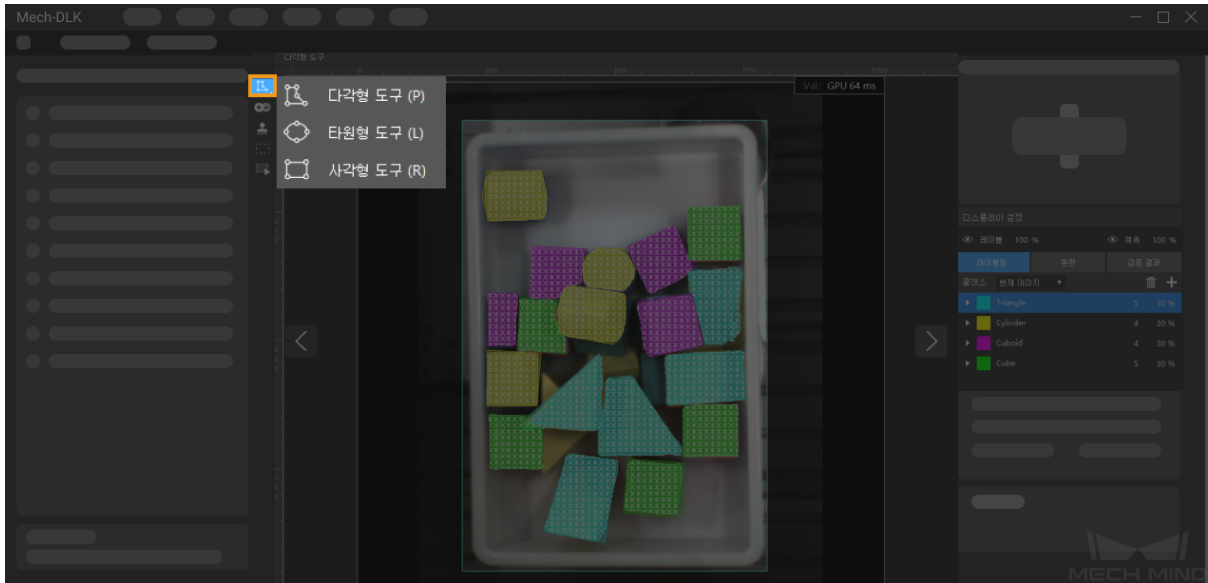 Mech-DLK
다각형 도구
Val.: GPU 64 ms
다각형 도구 (P)
타원형 도구 (L)
사각형 도구 (R)
디스플레이 설정
레이블 100 %
예측 100 %
레이블링 훈련 검증 결과
클래스 현재 이미지
Triangle 5 30 %
Cylinder 4 30 %
Cuboid 4 30 %
Cube 5 30 %
MECH MIND